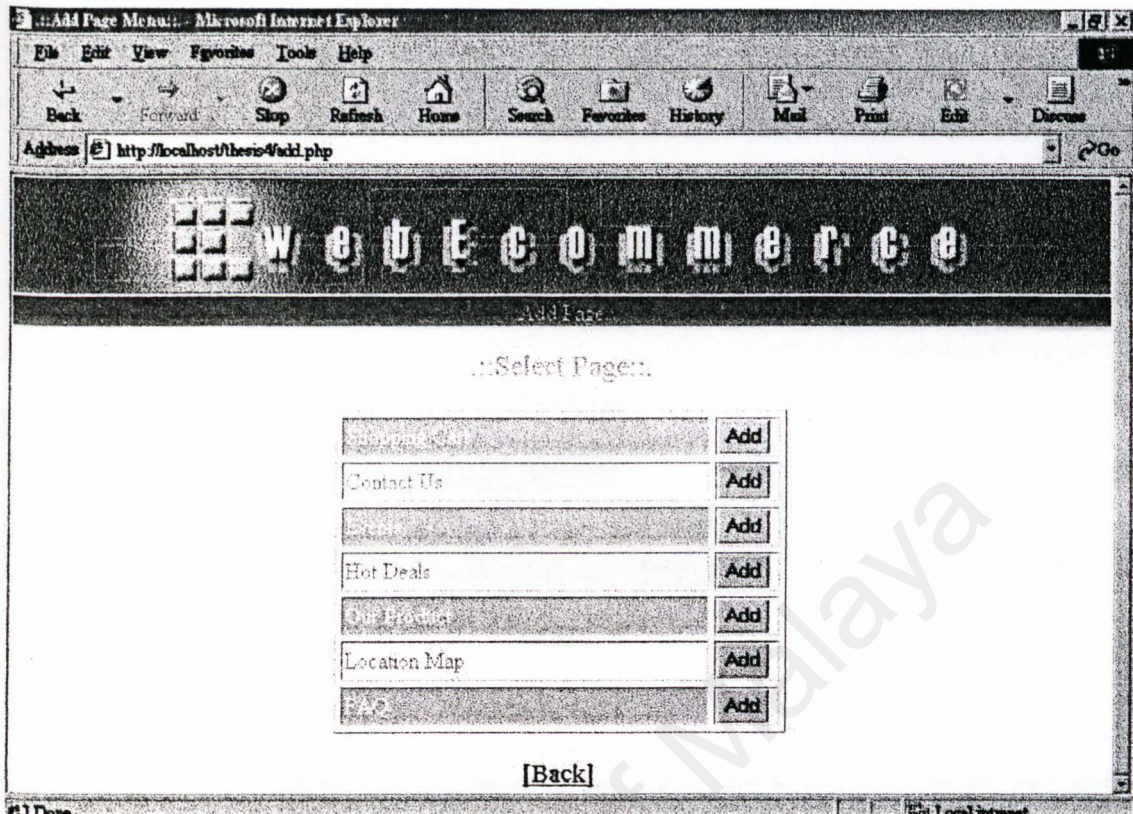 .::Add Page Menu::. - Microsoft Internet Explorer
File Edit View Favorites Tools Help
Back Forward Stop Refresh Home Search Favorites History Mail Print Edit Discuss
Address http://localhost/thesis4/add.php Go
webEcommerce
Add Page
.::Select Page::.
Shopping Cart Add
Contact Us Add
Add
Hot Deals Add
Our Product Add
Location Map Add
FAQ Add
[Back]
Done Local intranet
of Malaya